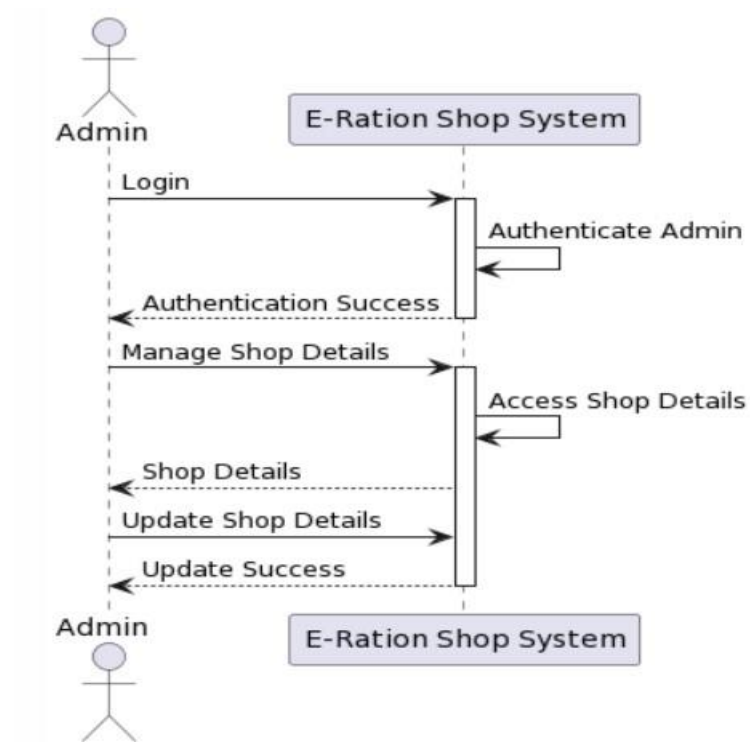 Admin
E-Ration Shop System
Login
Authenticate Admin
Authentication Success
Manage Shop Details
Access Shop Details
Shop Details
Update Shop Details
Update Success
Admin
E-Ration Shop System